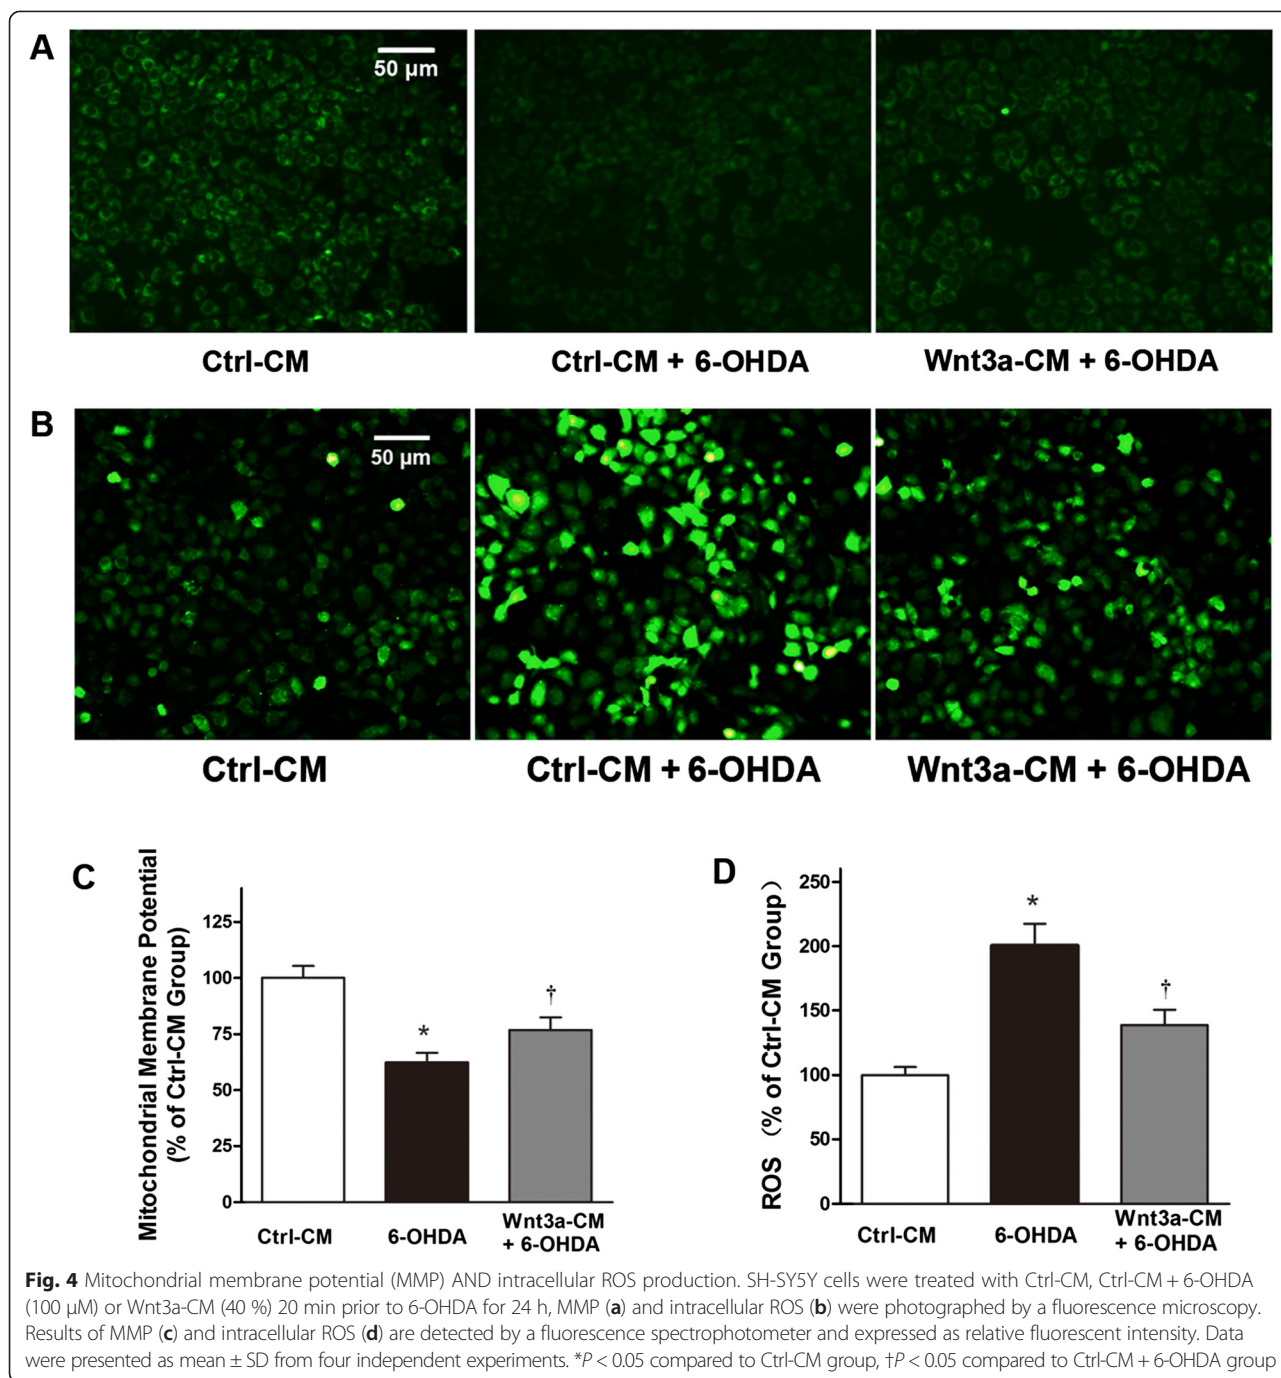 A
50 µm
Ctrl-CM
Ctrl-CM + 6-OHDA
Wnt3a-CM + 6-OHDA
B
50 µm
Ctrl-CM
Ctrl-CM + 6-OHDA
Wnt3a-CM + 6-OHDA
C
Mitochondrial Membrane Potential
(% of Ctrl-CM Group)
125
100
75
50
25
0
*
†
Ctrl-CM
6-OHDA
Wnt3a-CM
+ 6-OHDA
D
ROS (% of Ctrl-CM Group)
250
200
150
100
50
0
*
†
Ctrl-CM
6-OHDA
Wnt3a-CM
+ 6-OHDA
Fig. 4 Mitochondrial membrane potential (MMP) AND intracellular ROS production. SH-SY5Y cells were treated with Ctrl-CM, Ctrl-CM + 6-OHDA
(100 µM) or Wnt3a-CM (40 %) 20 min prior to 6-OHDA for 24 h, MMP (a) and intracellular ROS (b) were photographed by a fluorescence microscopy.
Results of MMP (c) and intracellular ROS (d) are detected by a fluorescence spectrophotometer and expressed as relative fluorescent intensity. Data
were presented as mean ± SD from four independent experiments. *P < 0.05 compared to Ctrl-CM group, †P < 0.05 compared to Ctrl-CM + 6-OHDA group